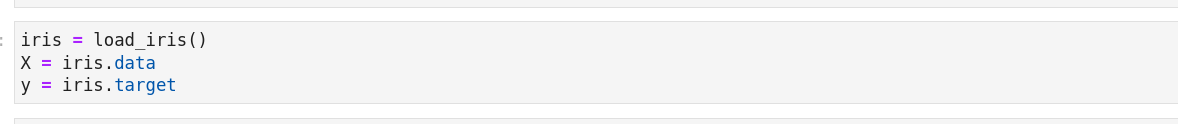 iris = load_iris()
X = iris.data
y = iris.target